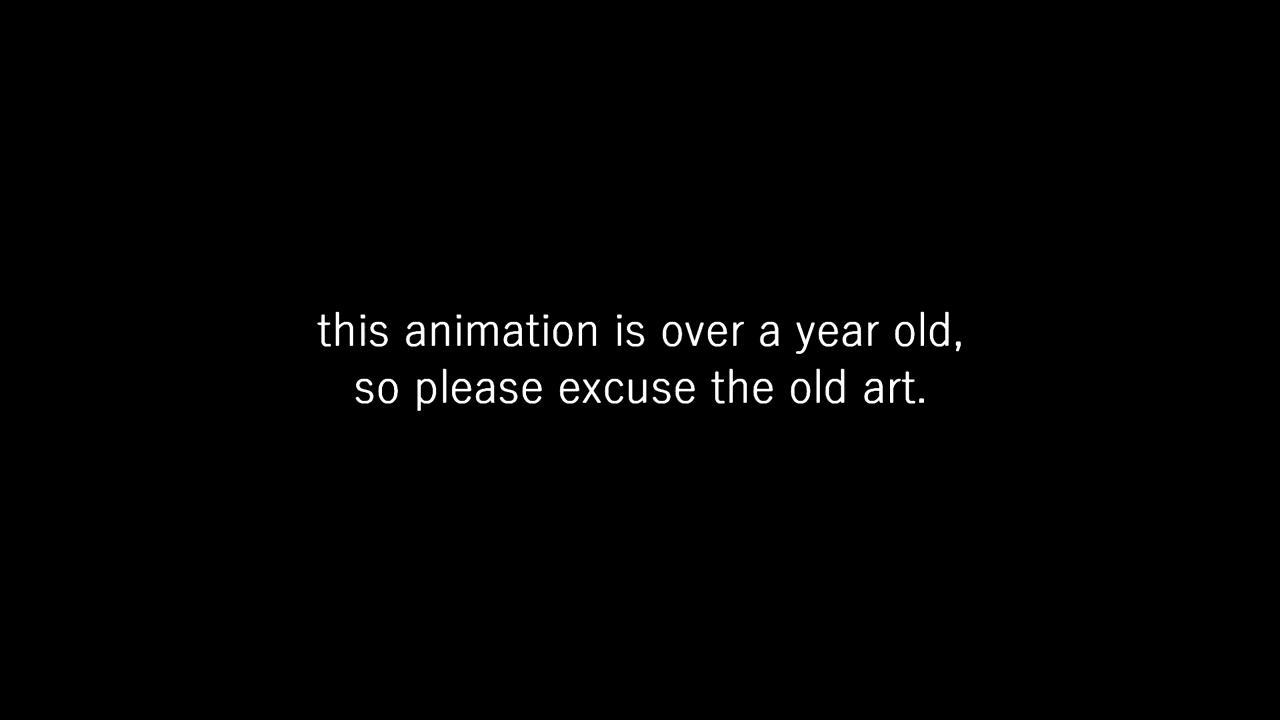 this animation is over a year old,
so please excuse the old art.